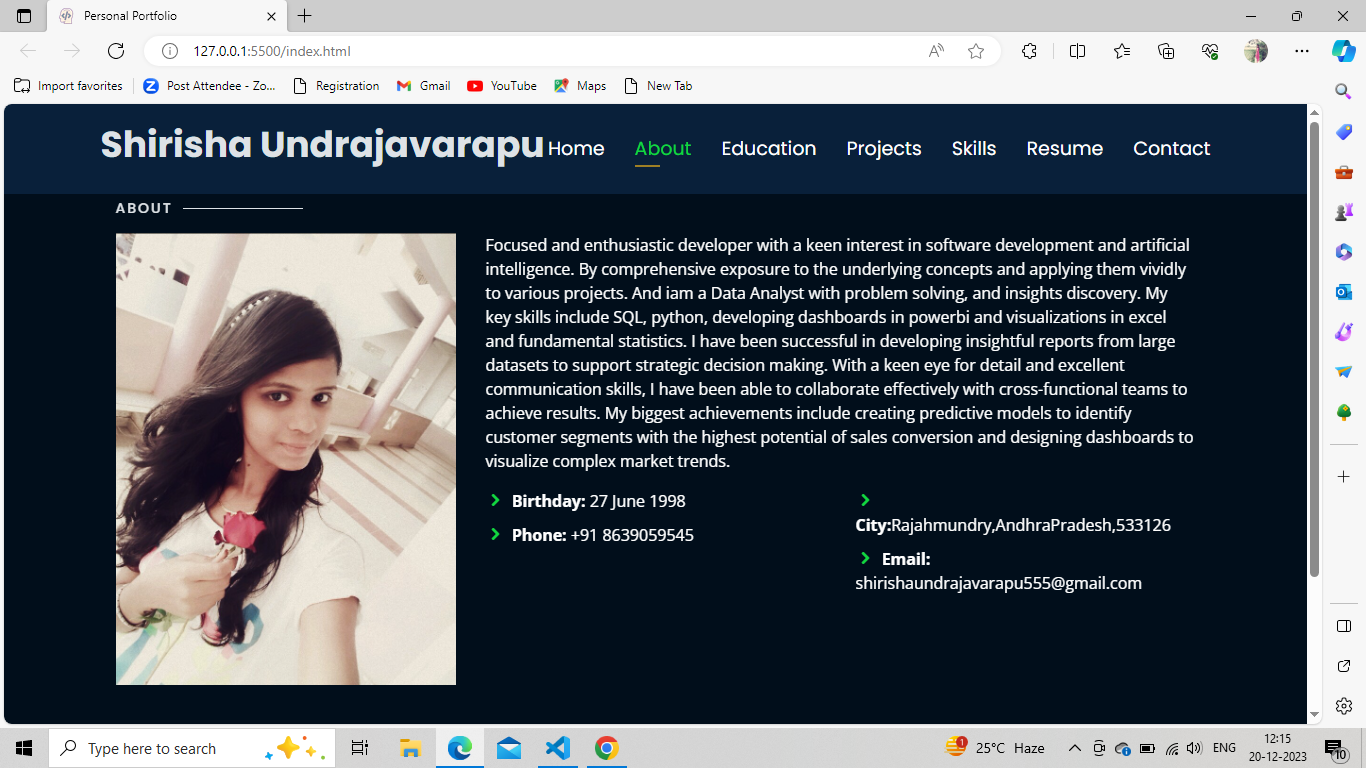 Personal Portfolio
127.0.0.1:5500/index.html
Import favorites
Post Attendee - Zo...
Registration
Gmail
YouTube
Maps
New Tab
Shirisha Undrajavarapu
Home
About
Education
Projects
Skills
Resume
Contact
ABOUT
Focused and enthusiastic developer with a keen interest in software development and artificial
intelligence. By comprehensive exposure to the underlying concepts and applying them vividly
to various projects. And iam a Data Analyst with problem solving, and insights discovery. My
key skills include SQL, python, developing dashboards in powerbi and visualizations in excel
and fundamental statistics. I have been successful in developing insightful reports from large
datasets to support strategic decision making. With a keen eye for detail and excellent
communication skills, I have been able to collaborate effectively with cross-functional teams to
achieve results. My biggest achievements include creating predictive models to identify
customer segments with the highest potential of sales conversion and designing dashboards to
visualize complex market trends.
Birthday: 27 June 1998
Phone: +91 8639059545
City:Rajahmundry,AndhraPradesh,533126
Email:
shirishaundrajavarapu555@gmail.com
Type here to search
1
25°C Haze
ENG
12:15
20-12-2023
10